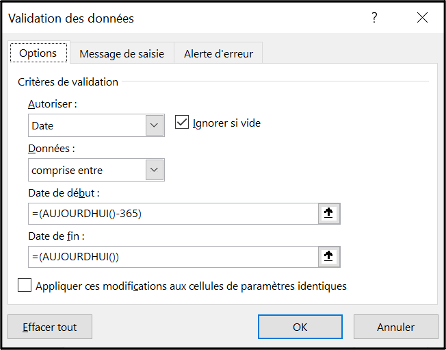 Validation des données
?
Options
Message de saisie
Alerte d'erreur
Critères de validation
Autoriser :
Date
Ignorer si vide
Données :
comprise entre
Date de début :
=(AUJOURDHUI()-365)
Date de fin :
=(AUJOURDHUI())
Appliquer ces modifications aux cellules de paramètres identiques
Effacer tout
OK
Annuler